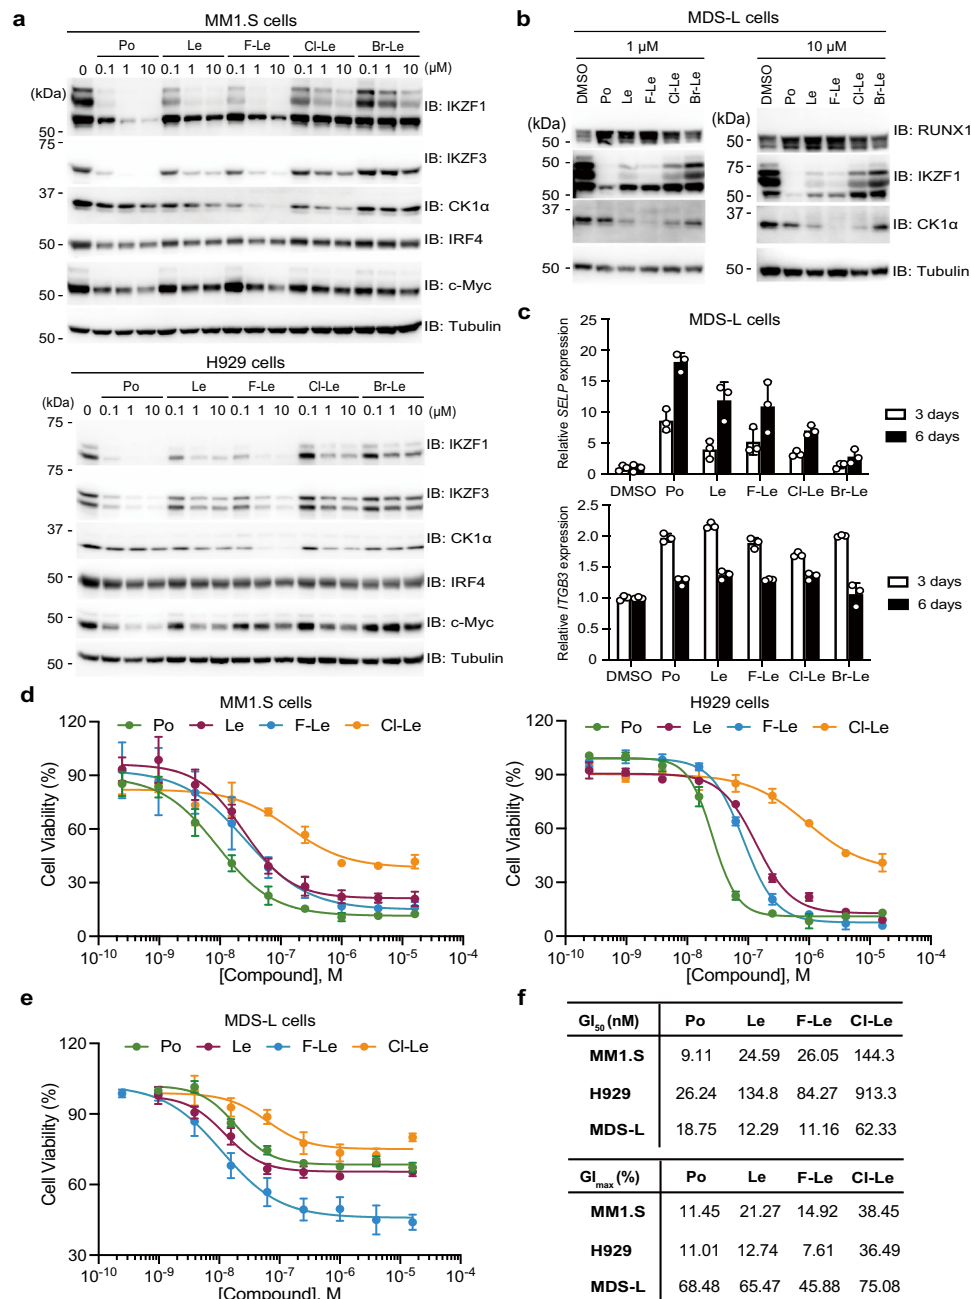 a
MM1.S cells
Po Le F-Le Cl-Le Br-Le
0 0.1 1 10 0.1 1 10 0.1 1 10 0.1 1 10 0.1 1 10 (μM)
(kDa)
IB: IKZF1
50 -
75 -
IB: IKZF3
37 -
IB: CK1α
50 -
IB: IRF4
IB: c-Myc
50 -
IB: Tubulin
50 -
H929 cells
Po Le F-Le Cl-Le Br-Le
(kDa) 0 0.1 1 10 0.1 1 10 0.1 1 10 0.1 1 10 0.1 1 10 (μM)
75 -
IB: IKZF1
75 -
IB: IKZF3
37 -
IB: CK1α
50 -
IB: IRF4
IB: c-Myc
50 -
IB: Tubulin
50 -
b
MDS-L cells
1 μM 10 μM
DMSO Po Le F-Le Cl-Le Br-Le DMSO Po Le F-Le Cl-Le Br-Le
(kDa) (kDa)
50 - 50 - IB: RUNX1
75 -
50 - 75 - IB: IKZF1
50 - 50 -
37 - 37 -
IB: CK1α
50 - 50 - IB: Tubulin
c
MDS-L cells
Relative SELP expression
25
20
15
10
5
0
DMSO Po Le F-Le Cl-Le Br-Le
3 days
6 days
Relative ITGB3 expression
2.5
2.0
1.5
1.0
0
DMSO Po Le F-Le Cl-Le Br-Le
3 days
6 days
d
MM1.S cells
Po Le F-Le Cl-Le
Cell Viability (%)
120
90
60
30
0
10-10 10-9 10-8 10-7 10-6 10-5 10-4
[Compound], M
H929 cells
Po Le F-Le Cl-Le
Cell Viability (%)
120
90
60
30
0
10-10 10-9 10-8 10-7 10-6 10-5 10-4
[Compound], M
e
MDS-L cells
Po Le F-Le Cl-Le
Cell Viability (%)
120
90
60
30
10-10 10-9 10-8 10-7 10-6 10-5 10-4
[Compound], M
f
GI50 (nM) Po Le F-Le Cl-Le
MM1.S 9.11 24.59 26.05 144.3
H929 26.24 134.8 84.27 913.3
MDS-L 18.75 12.29 11.16 62.33
GImax (%) Po Le F-Le Cl-Le
MM1.S 11.45 21.27 14.92 38.45
H929 11.01 12.74 7.61 36.49
MDS-L 68.48 65.47 45.88 75.08